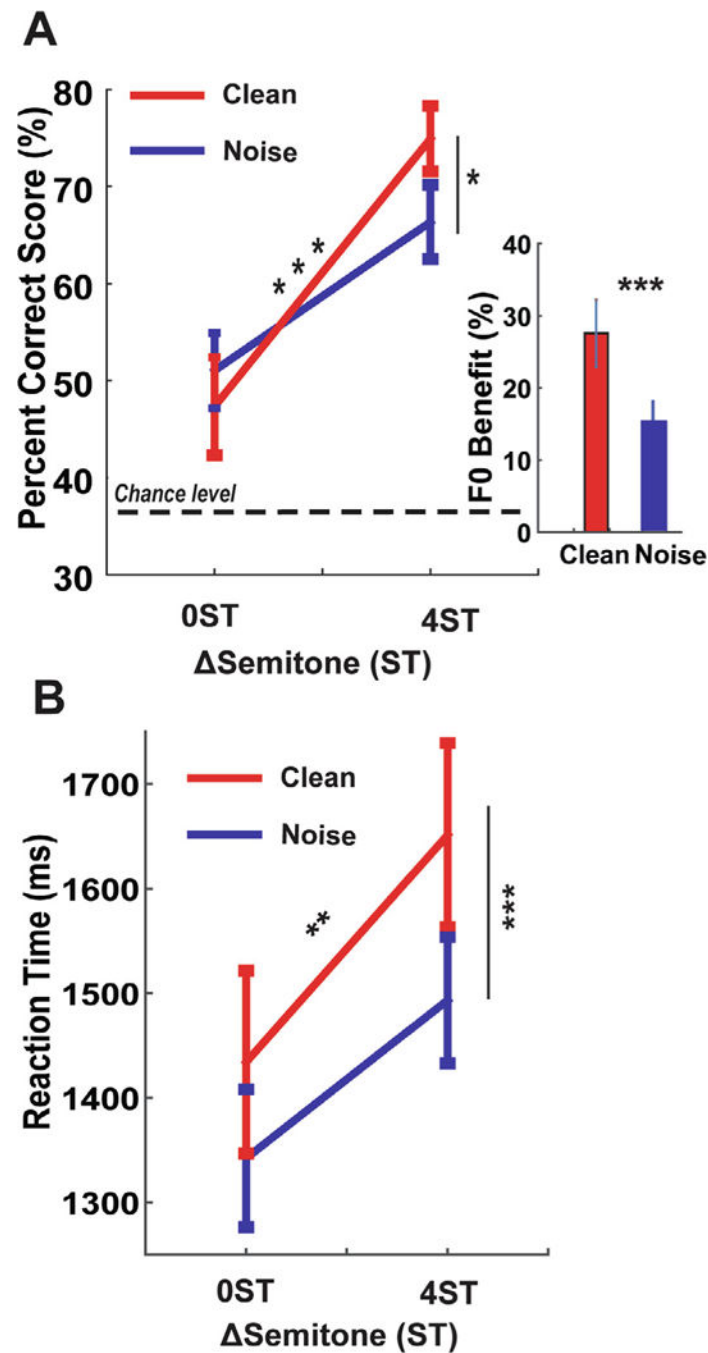 A
Percent Correct Score (%)
80
70
60
50
40
30
Clean
Noise
***
*
Chance level
0ST
4ST
ΔSemitone (ST)
F0 Benefit (%)
40
30
20
10
0
***
Clean Noise
B
Reaction Time (ms)
1700
1600
1500
1400
1300
Clean
Noise
**
***
0ST
4ST
ΔSemitone (ST)